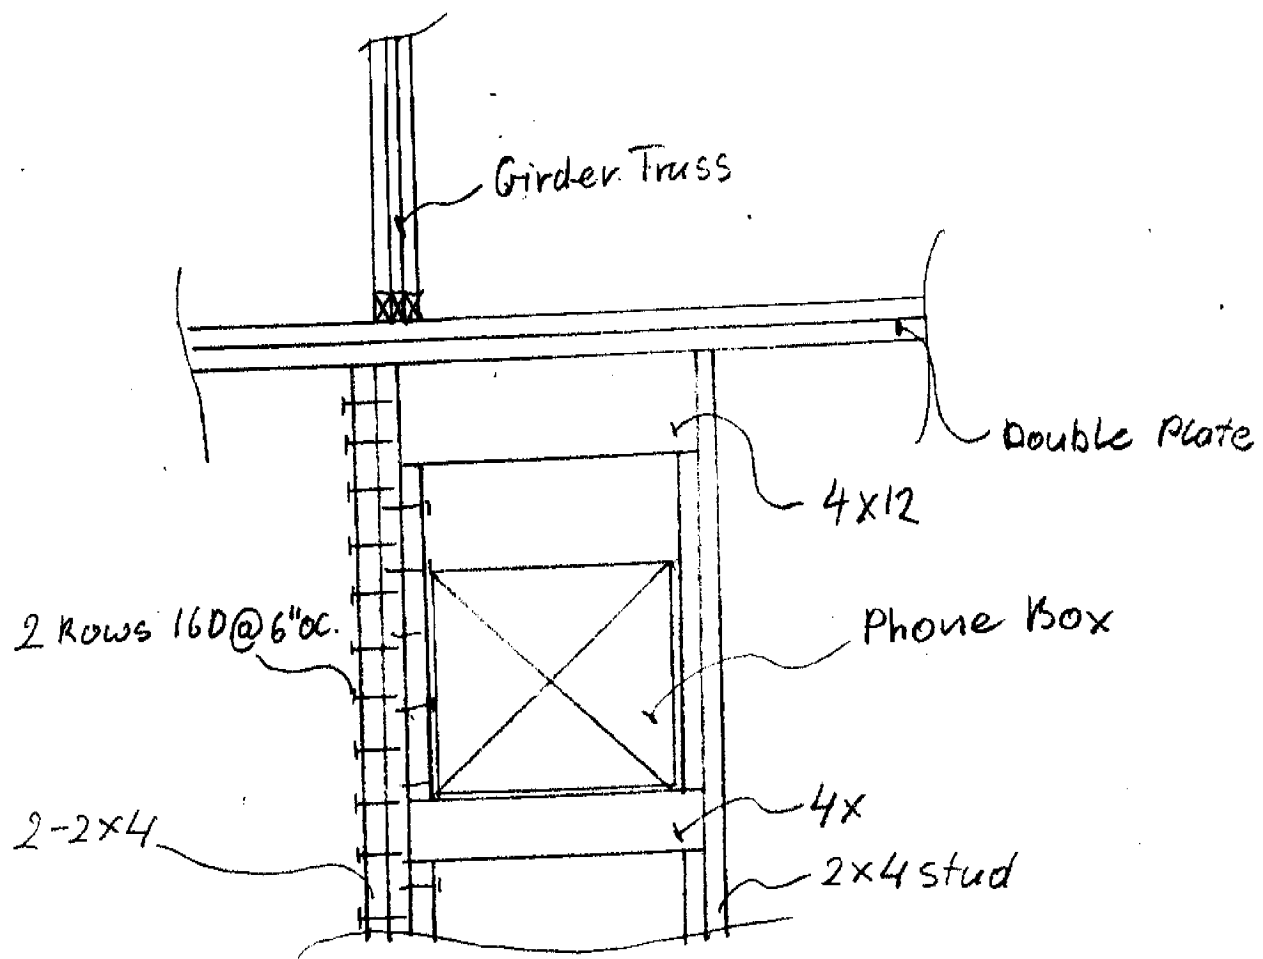 Girder Truss
Double Plate
4x12
2 Rows 16D@6"oc.
Phone Box
4x
2-2x4
2x4 stud